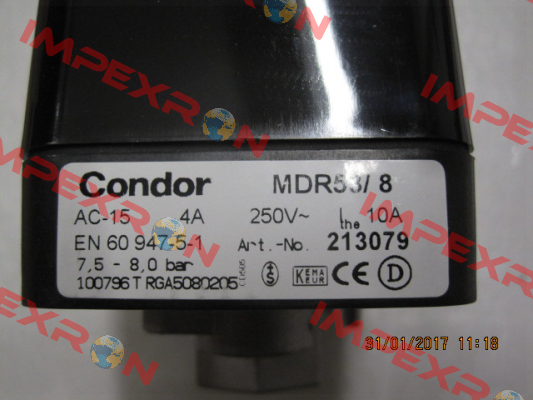 IMPEXRON
IMPEXRON
Condor MDR53/ 8
AC-15 4A 250V~ Ithe 10A
EN 60 947-5-1 Art.-No. 213079
7,5 - 8,0 bar
100796 T RGA5080205
CD505
S
KEMA
KEUR
CE
D
31/01/2017 11:18
IMPEXRON
IMPEXRON